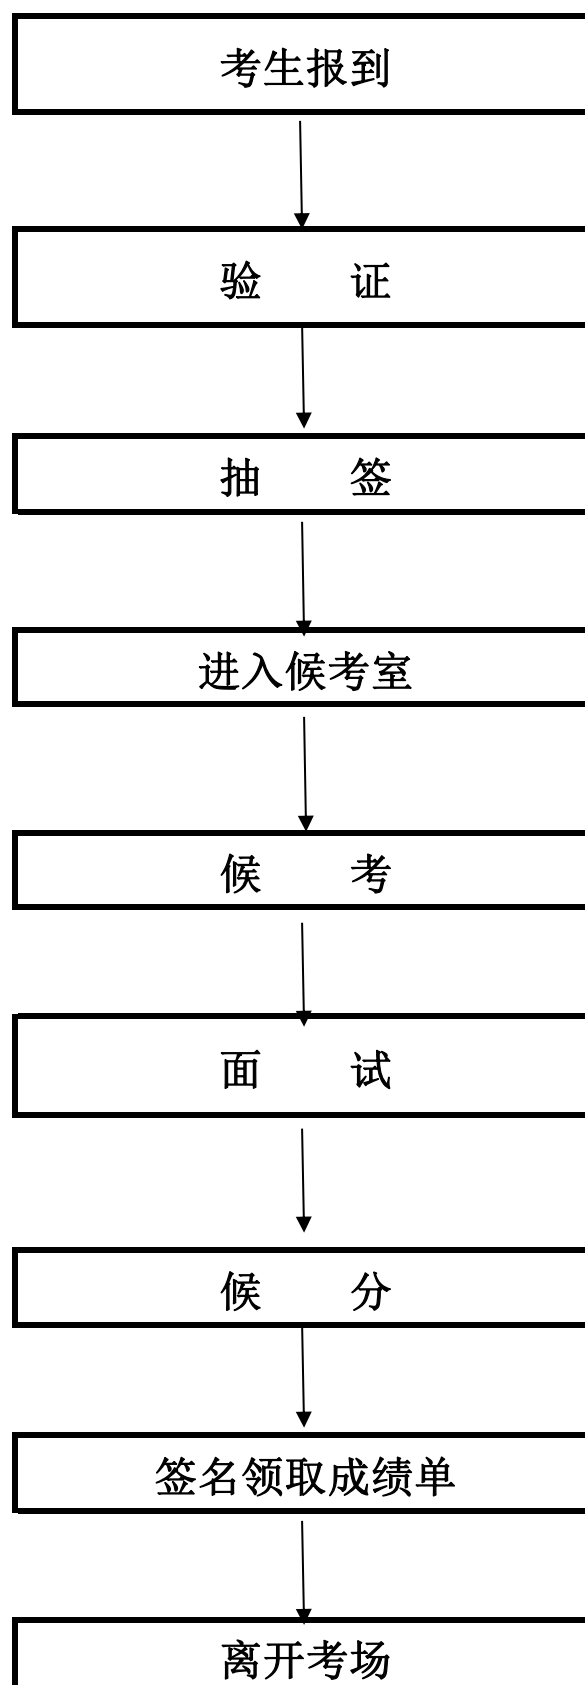 考生报到
验 证
抽 签
进入候考室
候 考
面 试
候 分
签名领取成绩单
离开考场